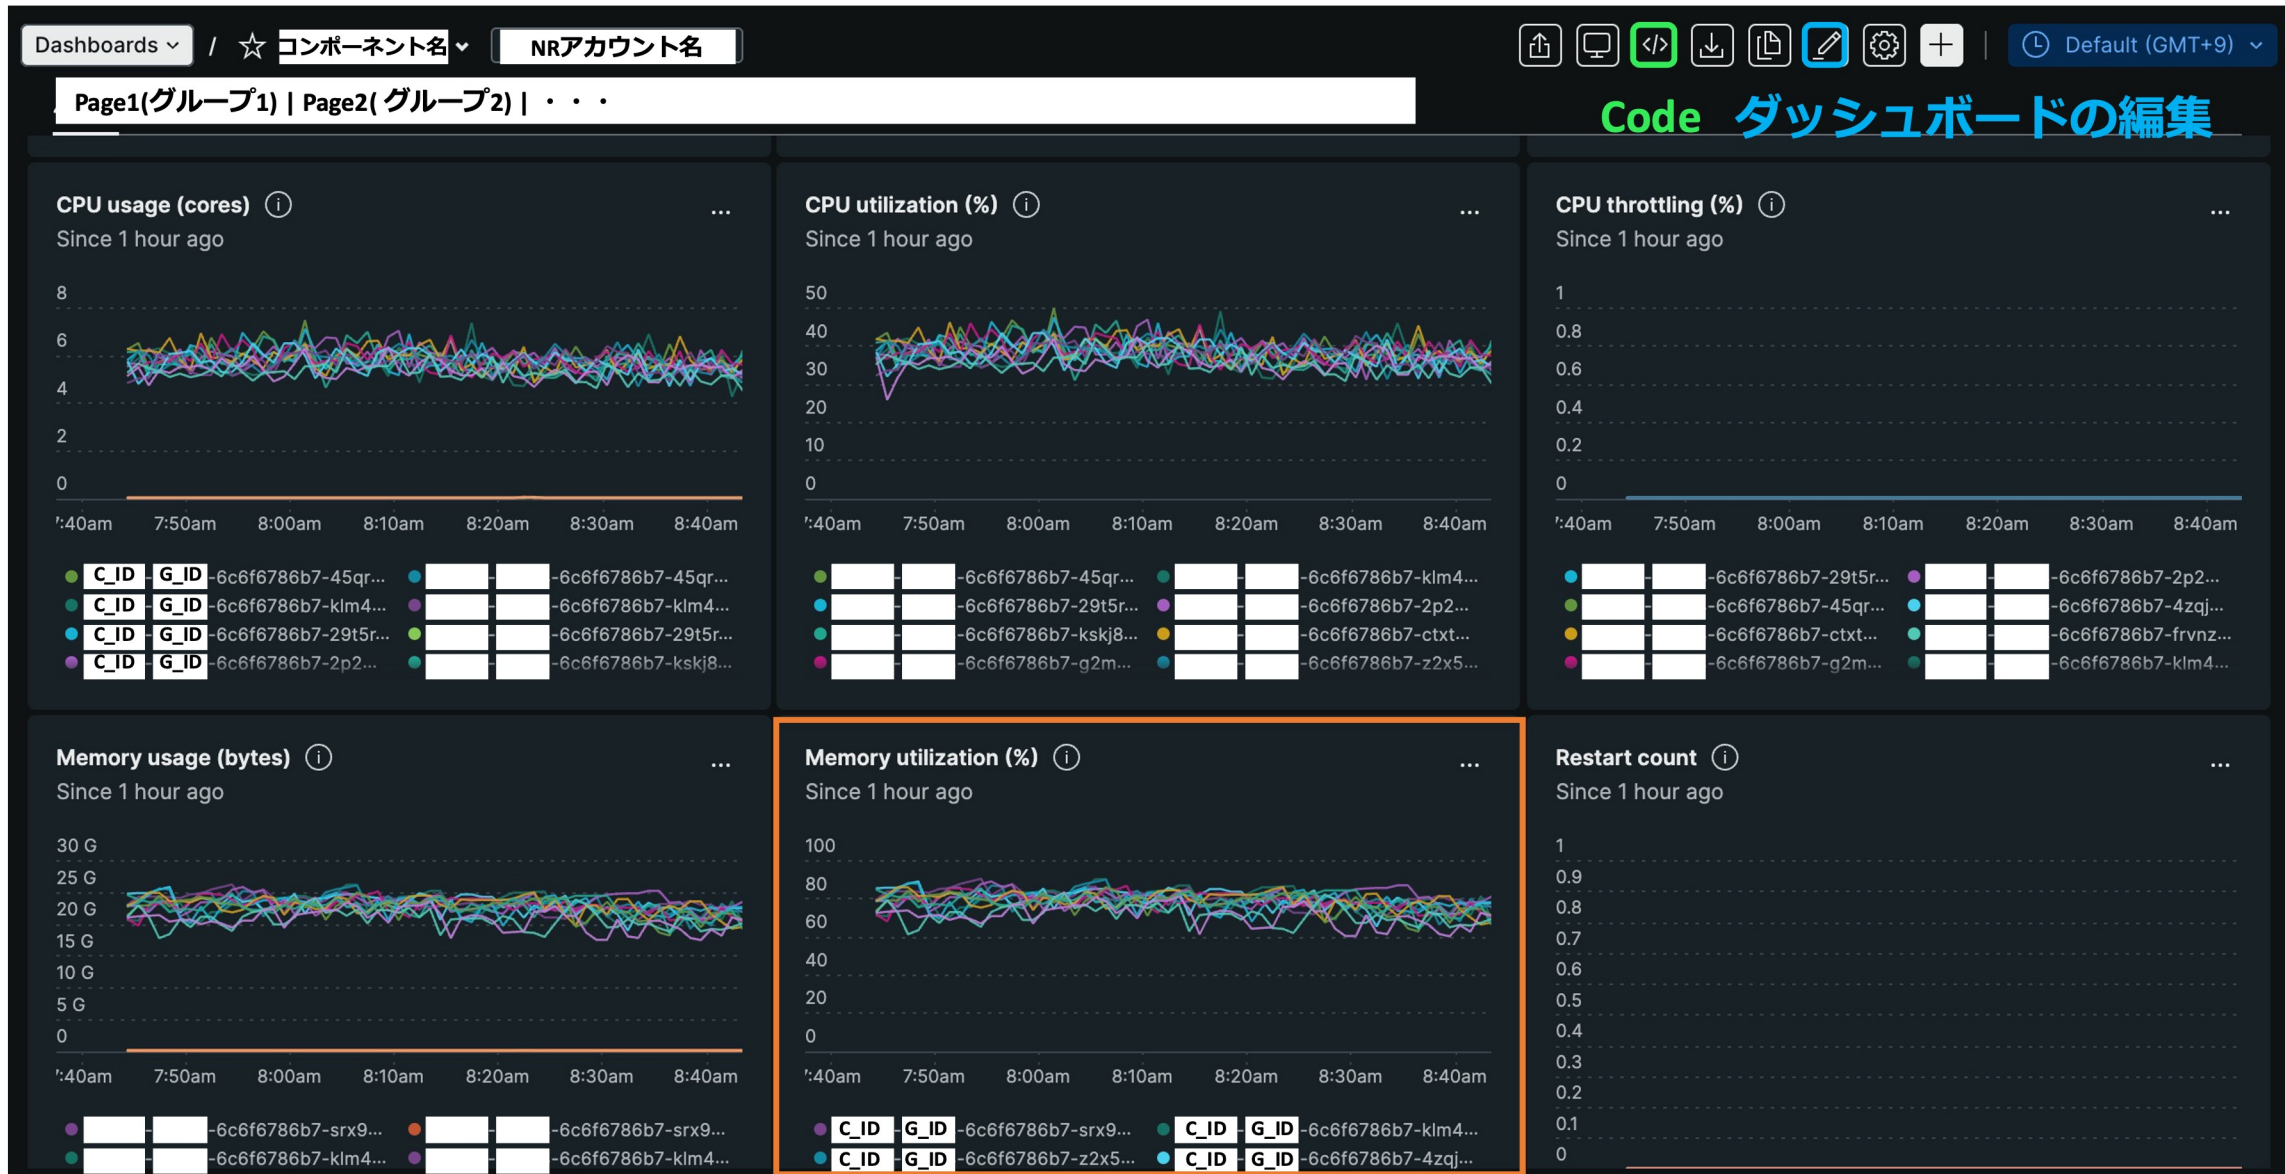 Dashboards / コンポーネント名 NRアカウント名 Default (GMT+9)
Page1(グループ1) | Page2( グループ2) | ・・・
Code ダッシュボードの編集
CPU usage (cores)
Since 1 hour ago
8
6
4
2
0
7:40am 7:50am 8:00am 8:10am 8:20am 8:30am 8:40am
C_ID - G_ID -6c6f6786b7-45qr... - -6c6f6786b7-45qr...
C_ID - G_ID -6c6f6786b7-klm4... - -6c6f6786b7-klm4...
C_ID - G_ID -6c6f6786b7-29t5r... - -6c6f6786b7-29t5r...
C_ID - G_ID -6c6f6786b7-2p2... - -6c6f6786b7-kskj8...
CPU utilization (%)
Since 1 hour ago
50
40
30
20
10
0
7:40am 7:50am 8:00am 8:10am 8:20am 8:30am 8:40am
- -6c6f6786b7-45qr... - -6c6f6786b7-klm4...
- -6c6f6786b7-29t5r... - -6c6f6786b7-2p2...
- -6c6f6786b7-kskj8... - -6c6f6786b7-ctxt...
- -6c6f6786b7-g2m... - -6c6f6786b7-z2x5...
CPU throttling (%)
Since 1 hour ago
1
0.8
0.6
0.4
0.2
0
7:40am 7:50am 8:00am 8:10am 8:20am 8:30am 8:40am
- -6c6f6786b7-29t5r... - -6c6f6786b7-2p2...
- -6c6f6786b7-45qr... - -6c6f6786b7-4zqj...
- -6c6f6786b7-ctxt... - -6c6f6786b7-frvnz...
- -6c6f6786b7-g2m... - -6c6f6786b7-klm4...
Memory usage (bytes)
Since 1 hour ago
30 G
25 G
20 G
15 G
10 G
5 G
0
7:40am 7:50am 8:00am 8:10am 8:20am 8:30am 8:40am
- -6c6f6786b7-srx9... - -6c6f6786b7-srx9...
- -6c6f6786b7-klm4... - -6c6f6786b7-klm4...
Memory utilization (%)
Since 1 hour ago
100
80
60
40
20
0
7:40am 7:50am 8:00am 8:10am 8:20am 8:30am 8:40am
C_ID - G_ID -6c6f6786b7-srx9... C_ID - G_ID -6c6f6786b7-klm4...
C_ID - G_ID -6c6f6786b7-z2x5... C_ID - G_ID -6c6f6786b7-4zqj...
Restart count
Since 1 hour ago
1
0.9
0.8
0.7
0.6
0.5
0.4
0.3
0.2
0.1
0